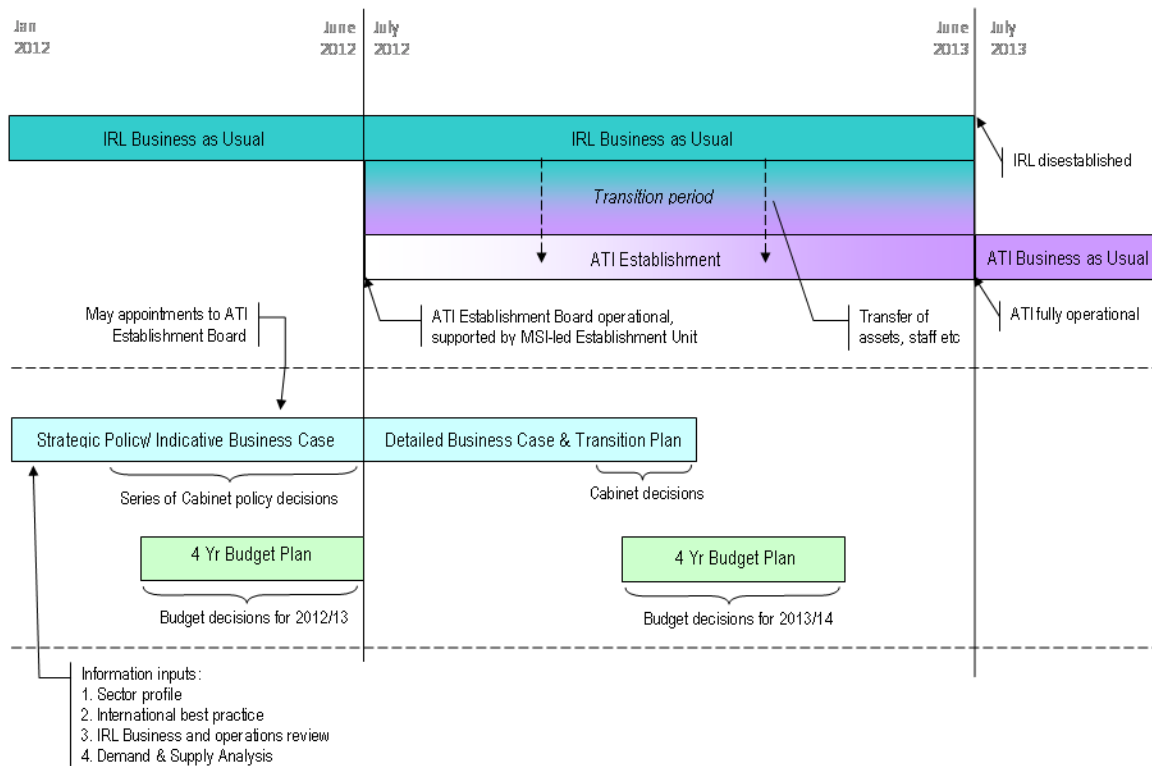 Jan
2012
June
2012
July
2012
June
2013
July
2013
IRL Business as Usual
IRL Business as Usual
IRL disestablished
Transition period
ATI Establishment
ATI Business as Usual
May appointments to ATI
Establishment Board
ATI Establishment Board operational,
supported by MSI-led Establishment Unit
Transfer of
assets, staff etc
ATI fully operational
Strategic Policy/ Indicative Business Case
Detailed Business Case & Transition Plan
Series of Cabinet policy decisions
Cabinet decisions
4 Yr Budget Plan
4 Yr Budget Plan
Budget decisions for 2012/13
Budget decisions for 2013/14
Information inputs:
1. Sector profile
2. International best practice
3. IRL Business and operations review
4. Demand & Supply Analysis